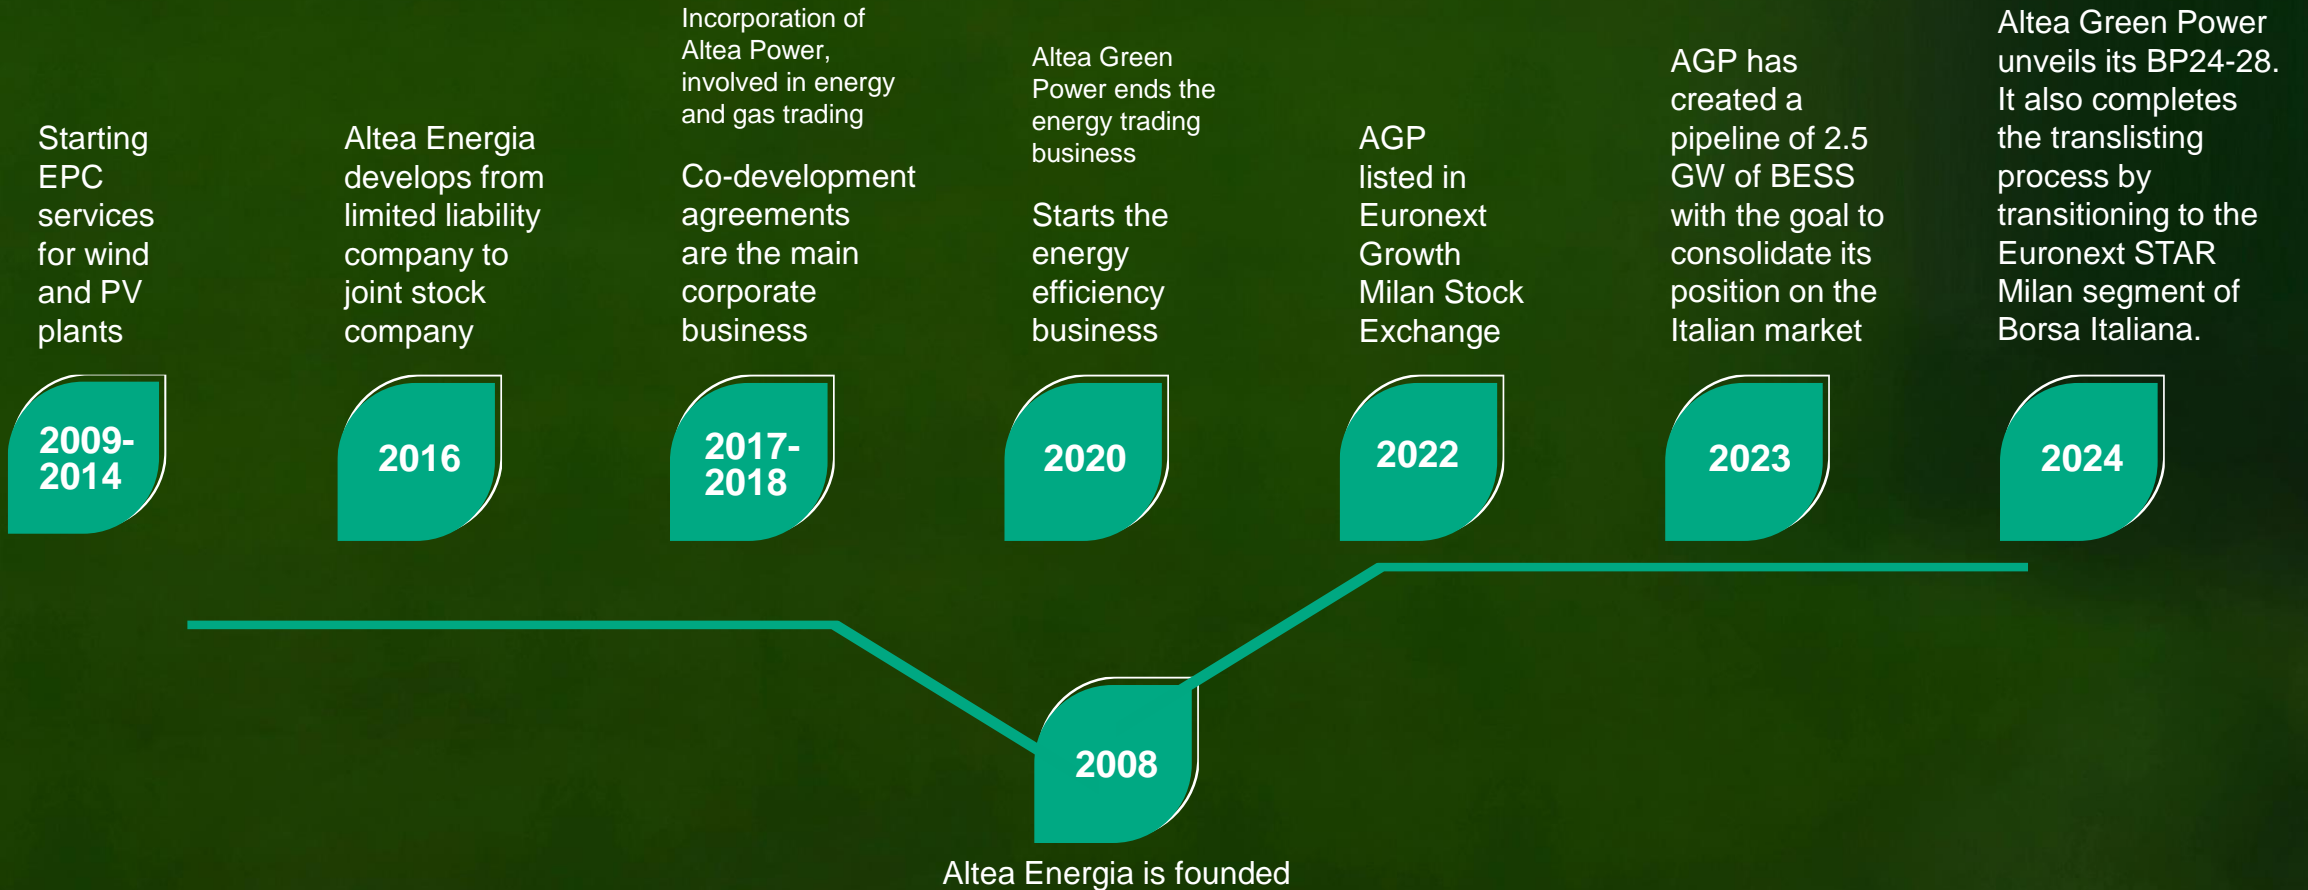 Starting
EPC
services
for wind
and PV
plants
2009-
2014
Altea Energia
develops from
limited liability
company to
joint stock
company
2016
Incorporation of
Altea Power,
involved in energy
and gas trading
Co-development
agreements
are the main
corporate
business
2017-
2018
Altea Green
Power ends the
energy trading
business
Starts the
energy
efficiency
business
2020
AGP
listed in
Euronext
Growth
Milan Stock
Exchange
2022
AGP has
created a
pipeline of 2.5
GW of BESS
with the goal to
consolidate its
position on the
Italian market
2023
Altea Green Power
unveils its BP24-28.
It also completes
the translisting
process by
transitioning to the
Euronext STAR
Milan segment of
Borsa Italiana.
2024
2008
Altea Energia is founded